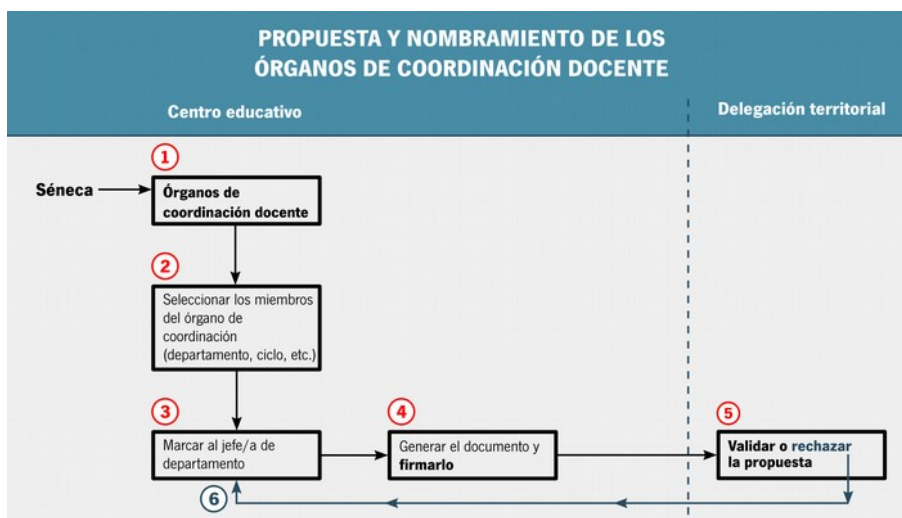 PROPUESTA Y NOMBRAMIENTO DE LOS
ÓRGANOS DE COORDINACIÓN DOCENTE
Centro educativo
Delegación territorial
1
Séneca
Órganos de
coordinación docente
2
Seleccionar los miembros
del órgano de
coordinación
(departamento, ciclo, etc.)
3
Marcar al jefe/a de
departamento
4
Generar el documento y
firmarlo
5
Validar o rechazar
la propuesta
6